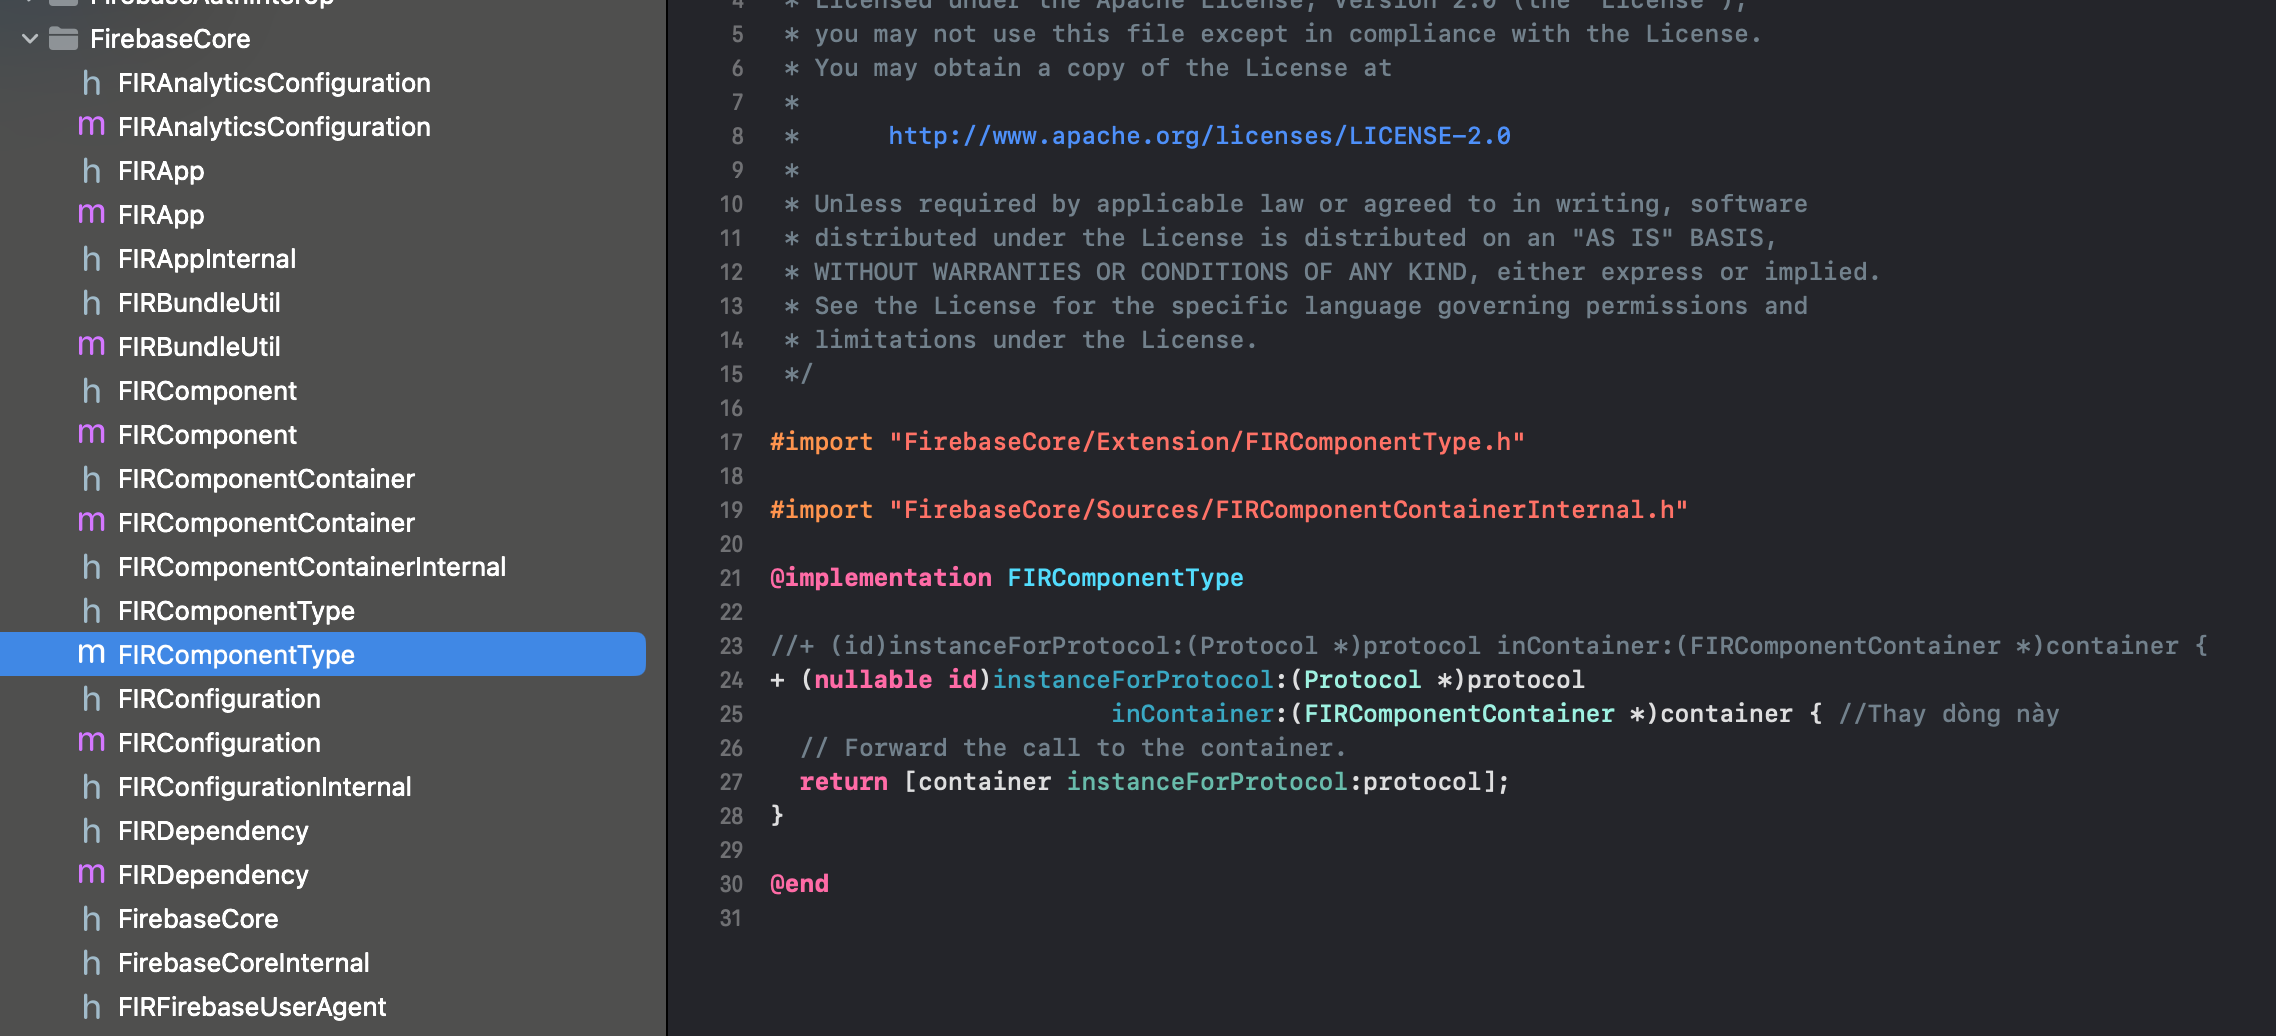 FirebaseAuthInterop
FirebaseCore
h FIRAnalyticsConfiguration
m FIRAnalyticsConfiguration
h FIRApp
m FIRApp
h FIRAppInternal
h FIRBundleUtil
m FIRBundleUtil
h FIRComponent
m FIRComponent
h FIRComponentContainer
m FIRComponentContainer
h FIRComponentContainerInternal
h FIRComponentType
m FIRComponentType
h FIRConfiguration
m FIRConfiguration
h FIRConfigurationInternal
h FIRDependency
m FIRDependency
h FirebaseCore
h FirebaseCoreInternal
h FIRFirebaseUserAgent
4 * Licensed under the Apache License, Version 2.0 (the "License");
5 * you may not use this file except in compliance with the License.
6 * You may obtain a copy of the License at
7 *
8 * http://www.apache.org/licenses/LICENSE-2.0
9 *
10 * Unless required by applicable law or agreed to in writing, software
11 * distributed under the License is distributed on an "AS IS" BASIS,
12 * WITHOUT WARRANTIES OR CONDITIONS OF ANY KIND, either express or implied.
13 * See the License for the specific language governing permissions and
14 * limitations under the License.
15 */
16
17 #import "FirebaseCore/Extension/FIRComponentType.h"
18
19 #import "FirebaseCore/Sources/FIRComponentContainerInternal.h"
20
21 @implementation FIRComponentType
22
23 //+ (id)instanceForProtocol:(Protocol *)protocol inContainer:(FIRComponentContainer *)container {
24 + (nullable id)instanceForProtocol:(Protocol *)protocol
25 inContainer:(FIRComponentContainer *)container { //Thay dòng này
26 // Forward the call to the container.
27 return [container instanceForProtocol:protocol];
28 }
29
30 @end
31